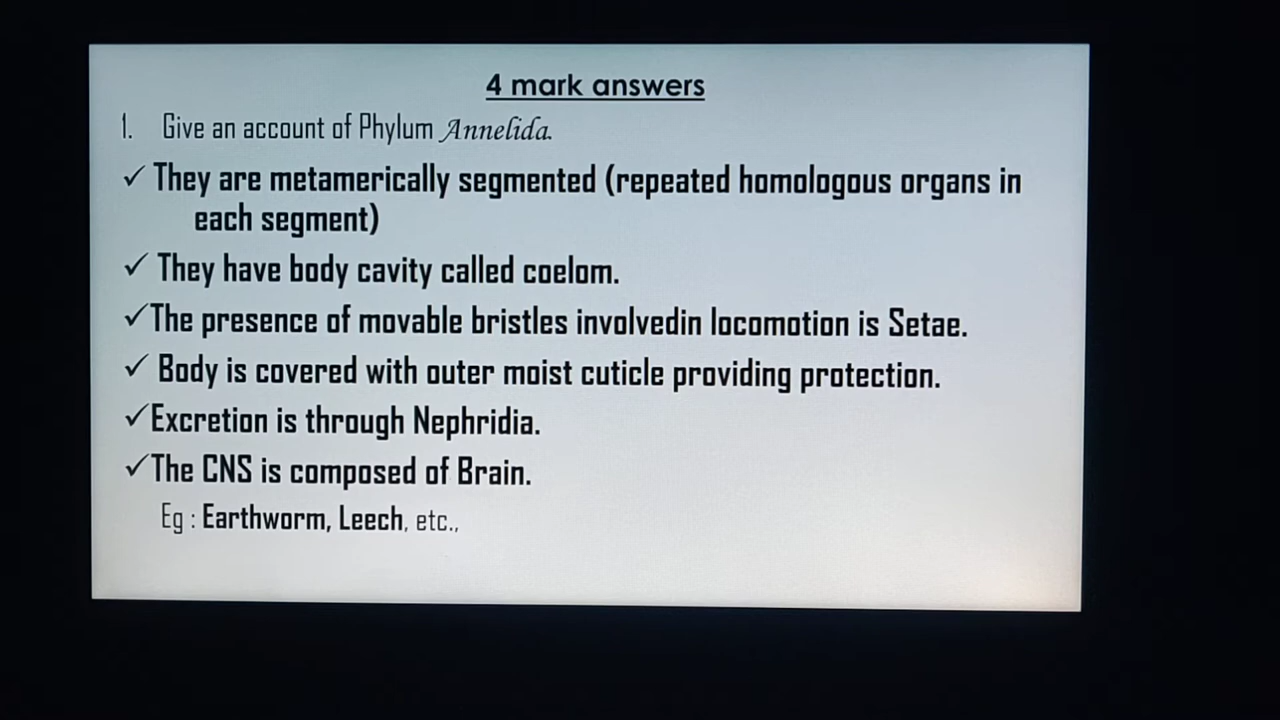 4 mark answers
1. Give an account of Phylum Annelida.
✓ They are metamerically segmented (repeated homologous organs in
each segment)
✓ They have body cavity called coelom.
✓ The presence of movable bristles involvedin locomotion is Setae.
✓ Body is covered with outer moist cuticle providing protection.
✓ Excretion is through Nephridia.
✓ The CNS is composed of Brain.
Eg : Earthworm, Leech, etc.,